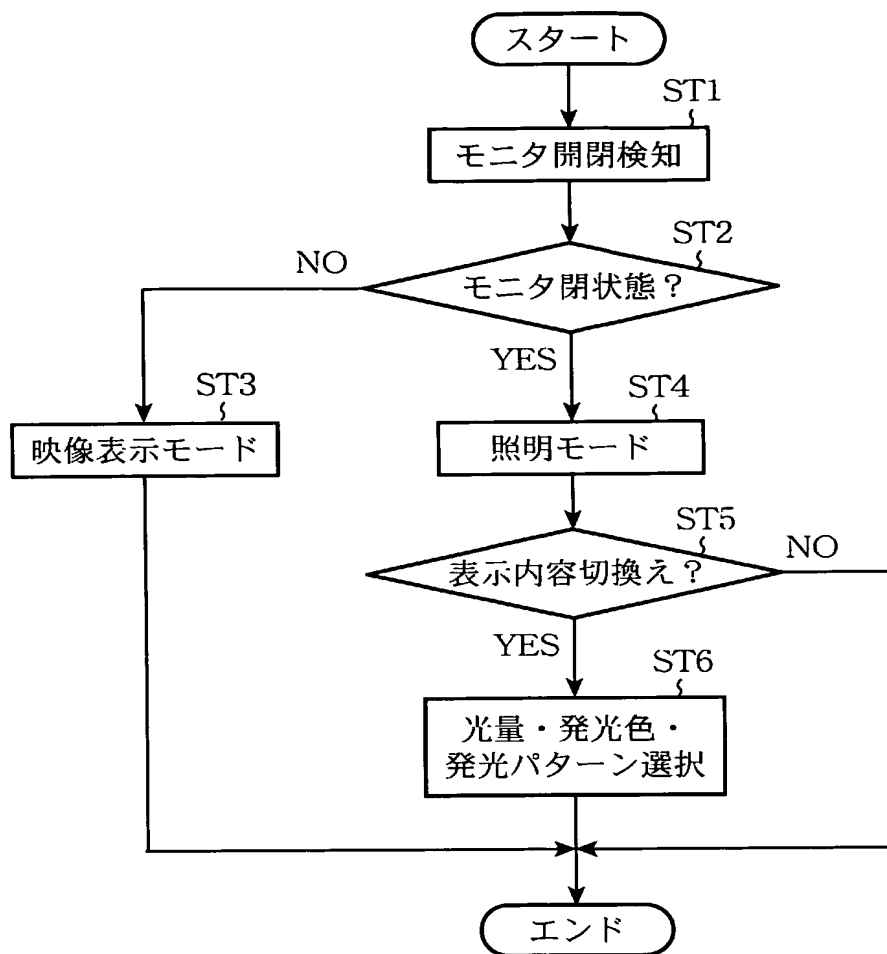 スタート
ST1
モニタ開閉検知
ST2
モニタ閉状態？
NO
YES
ST3
映像表示モード
ST4
照明モード
ST5
表示内容切換え？
NO
YES
ST6
光量・発光色・
発光パターン選択
エンド